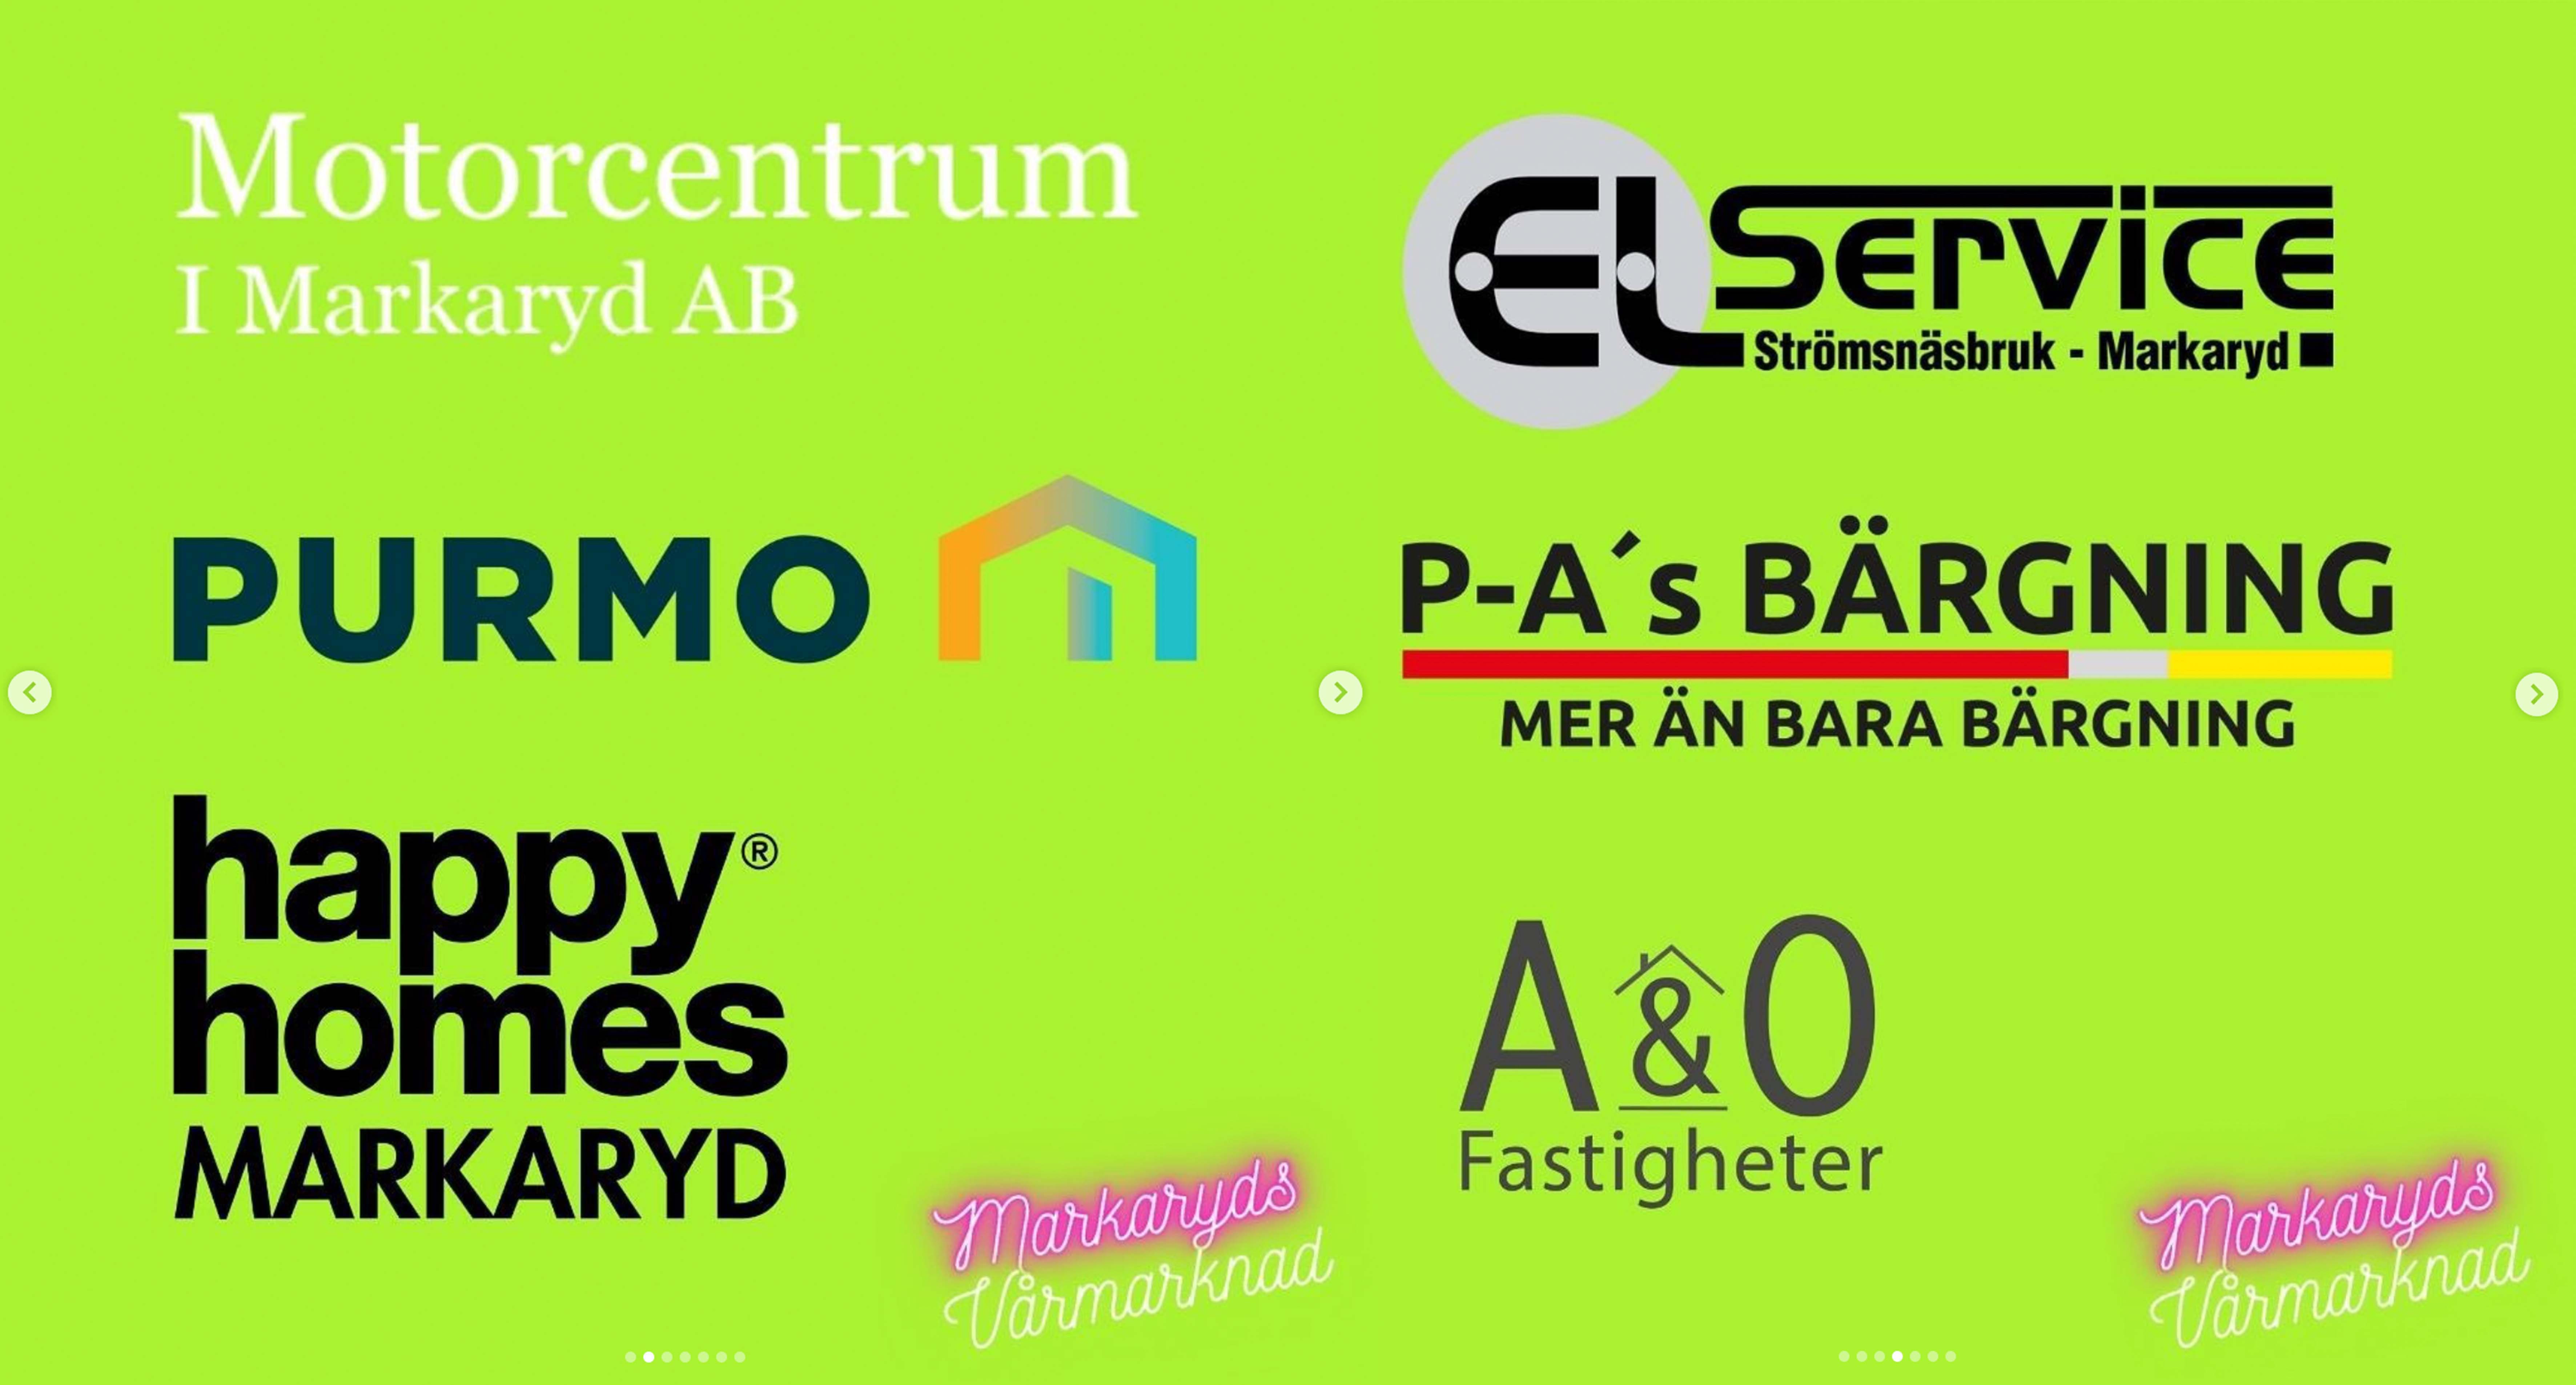 Motorcentrum
I Markaryd AB
PURMO
happy®
homes
MARKARYD
Markaryds
Vårmarknad
ELService
Strömsnäsbruk - Markaryd
P-A´s BÄRGNING
MER ÄN BARA BÄRGNING
A&O
Fastigheter
Markaryds
Vårmarknad